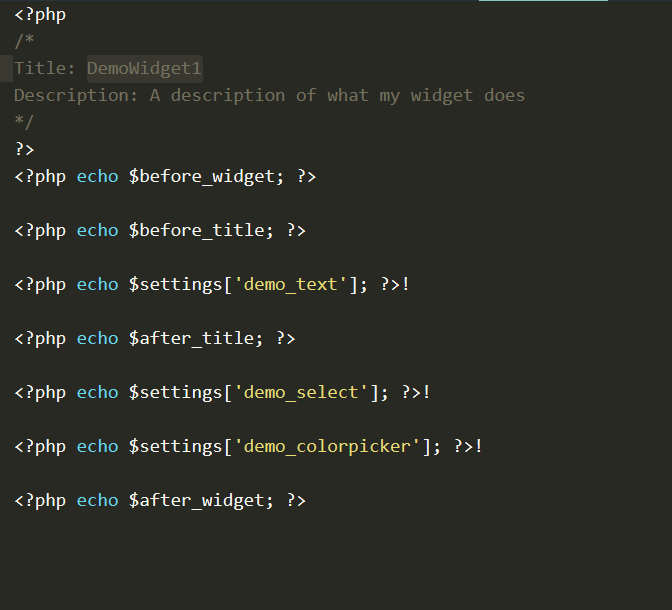 <?php
/*
Title: DemoWidget1
Description: A description of what my widget does
*/
?>
<?php echo $before_widget; ?>
<?php echo $before_title; ?>
<?php echo $settings['demo_text']; ?>!
<?php echo $after_title; ?>
<?php echo $settings['demo_select']; ?>!
<?php echo $settings['demo_colorpicker']; ?>!
<?php echo $after_widget; ?>